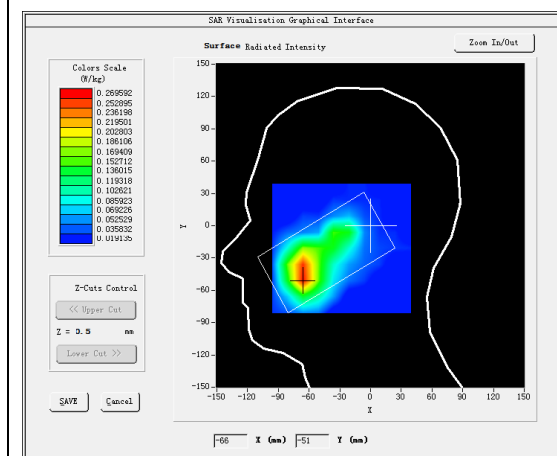 SAR Visualisation Graphical Interface
Surface Radiated Intensity
Zoom In/Out
Colors Scale
(W/kg)
0.269592
0.252895
0.236198
0.219501
0.202803
0.186106
0.169409
0.152712
0.136015
0.119318
0.102621
0.085923
0.069226
0.052529
0.035832
0.019135
Z-Cuts Control
<< Upper Cut
Z = 0.5 mm
Lower Cut >>
SAVE Cancel
150
120
90
60
30
0
-30
-60
-90
-120
-150
Y
-150 -120 -90 -60 -30 0 30 60 90 120 150
X
-66 X (mm) -51 Y (mm)